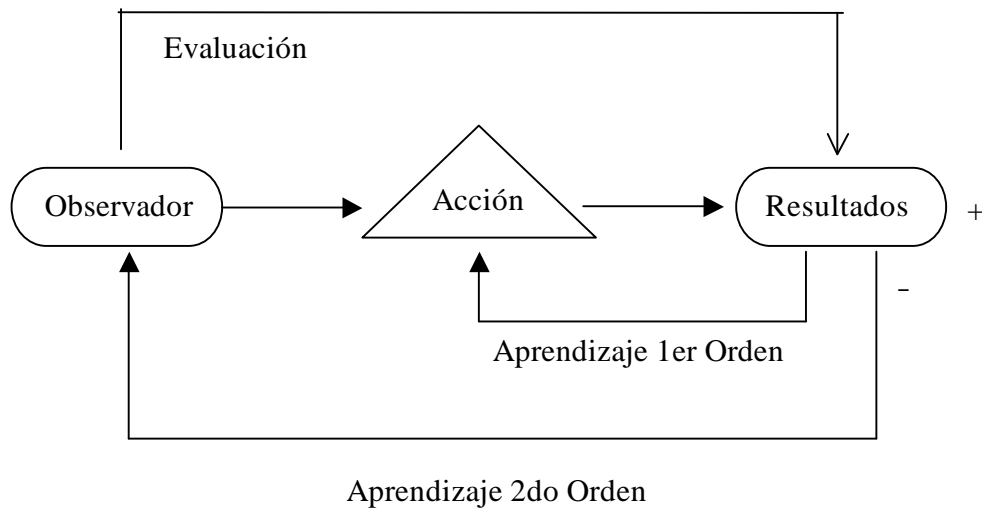 Evaluación
Observador
Acción
Resultados
+
-
Aprendizaje 1er Orden
Aprendizaje 2do Orden